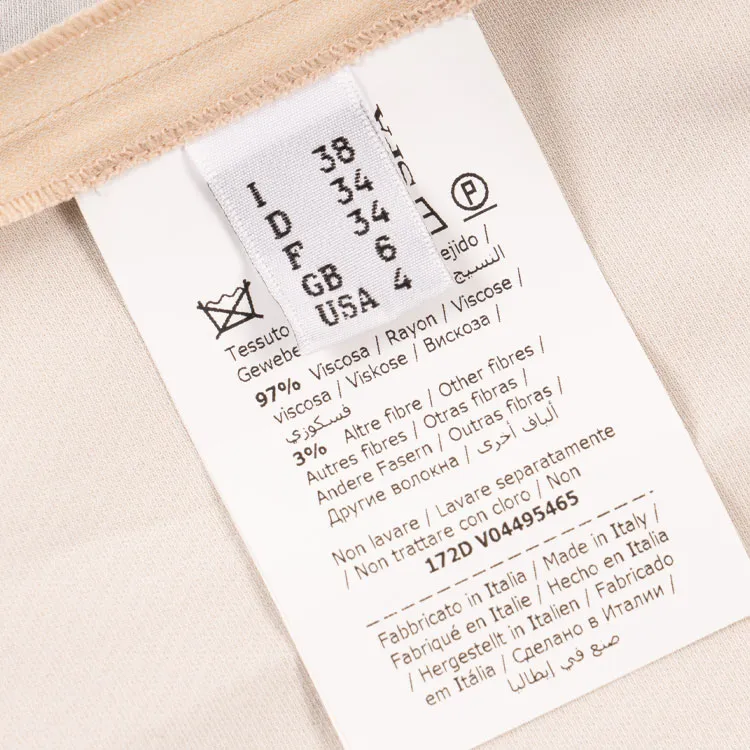 I 38
D 34
F 34
GB 6
USA 4
P
Tessuto
ejido /
Gewebe
النسيج
97% Viscosa / Rayon / Viscose /
viscosa / Viskose / Вискоза /
فسكوزي
3% Altre fibre / Other fibres /
Autres fibres / Otras fibras /
Andere Fasern / Outras fibras /
Другие волокна / ألياف أخرى /
Non lavare / Lavare separatamente
/ Non trattare con cloro / Non
172D V04495465
Fabbricato in Italia / Made in Italy /
Fabriqué en Italie / Hecho en Italia
/ Hergestellt in Italien / Fabricado
em Itália / Сделано в Италии /
صنع في إيطاليا